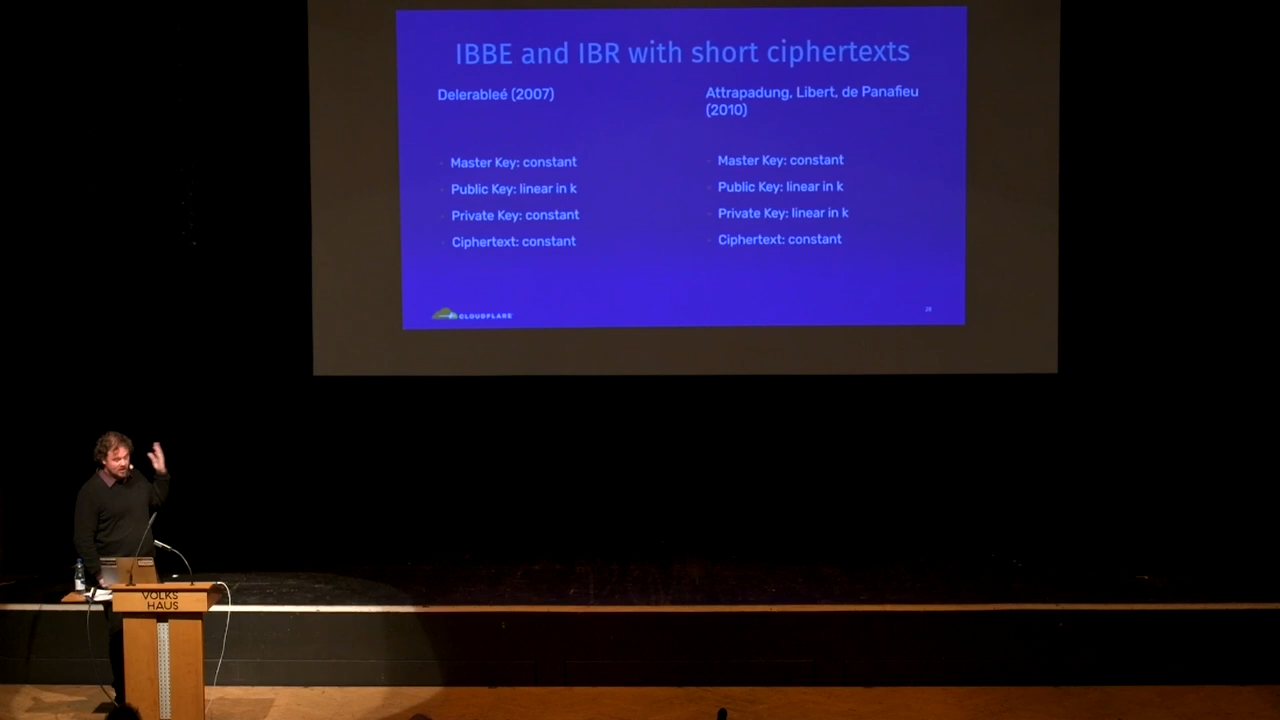 IBBE and IBR with short ciphertexts
Delerableé (2007)
Master Key: constant
Public Key: linear in k
Private Key: constant
Ciphertext: constant
Attrapadung, Libert, de Panafieu
(2010)
Master Key: constant
Public Key: linear in k
Private Key: linear in k
Ciphertext: constant
CLOUDFLARE
VOLKS
HAUS